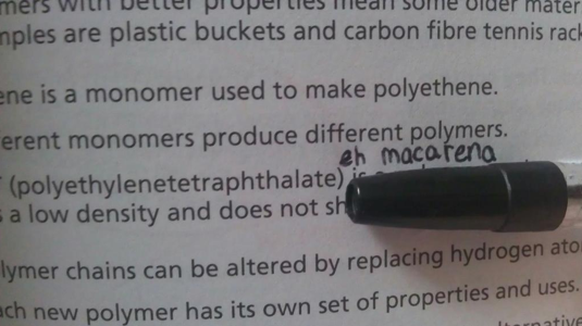 mers with better properties mean some older mater
mples are plastic buckets and carbon fibre tennis rack
ene is a monomer used to make polyethene.
erent monomers produce different polymers.
eh macarena
(polyethylenetetraphthalate)
a low density and does not sh
lymer chains can be altered by replacing hydrogen ato
ach new polymer has its own set of properties and uses.
ternative